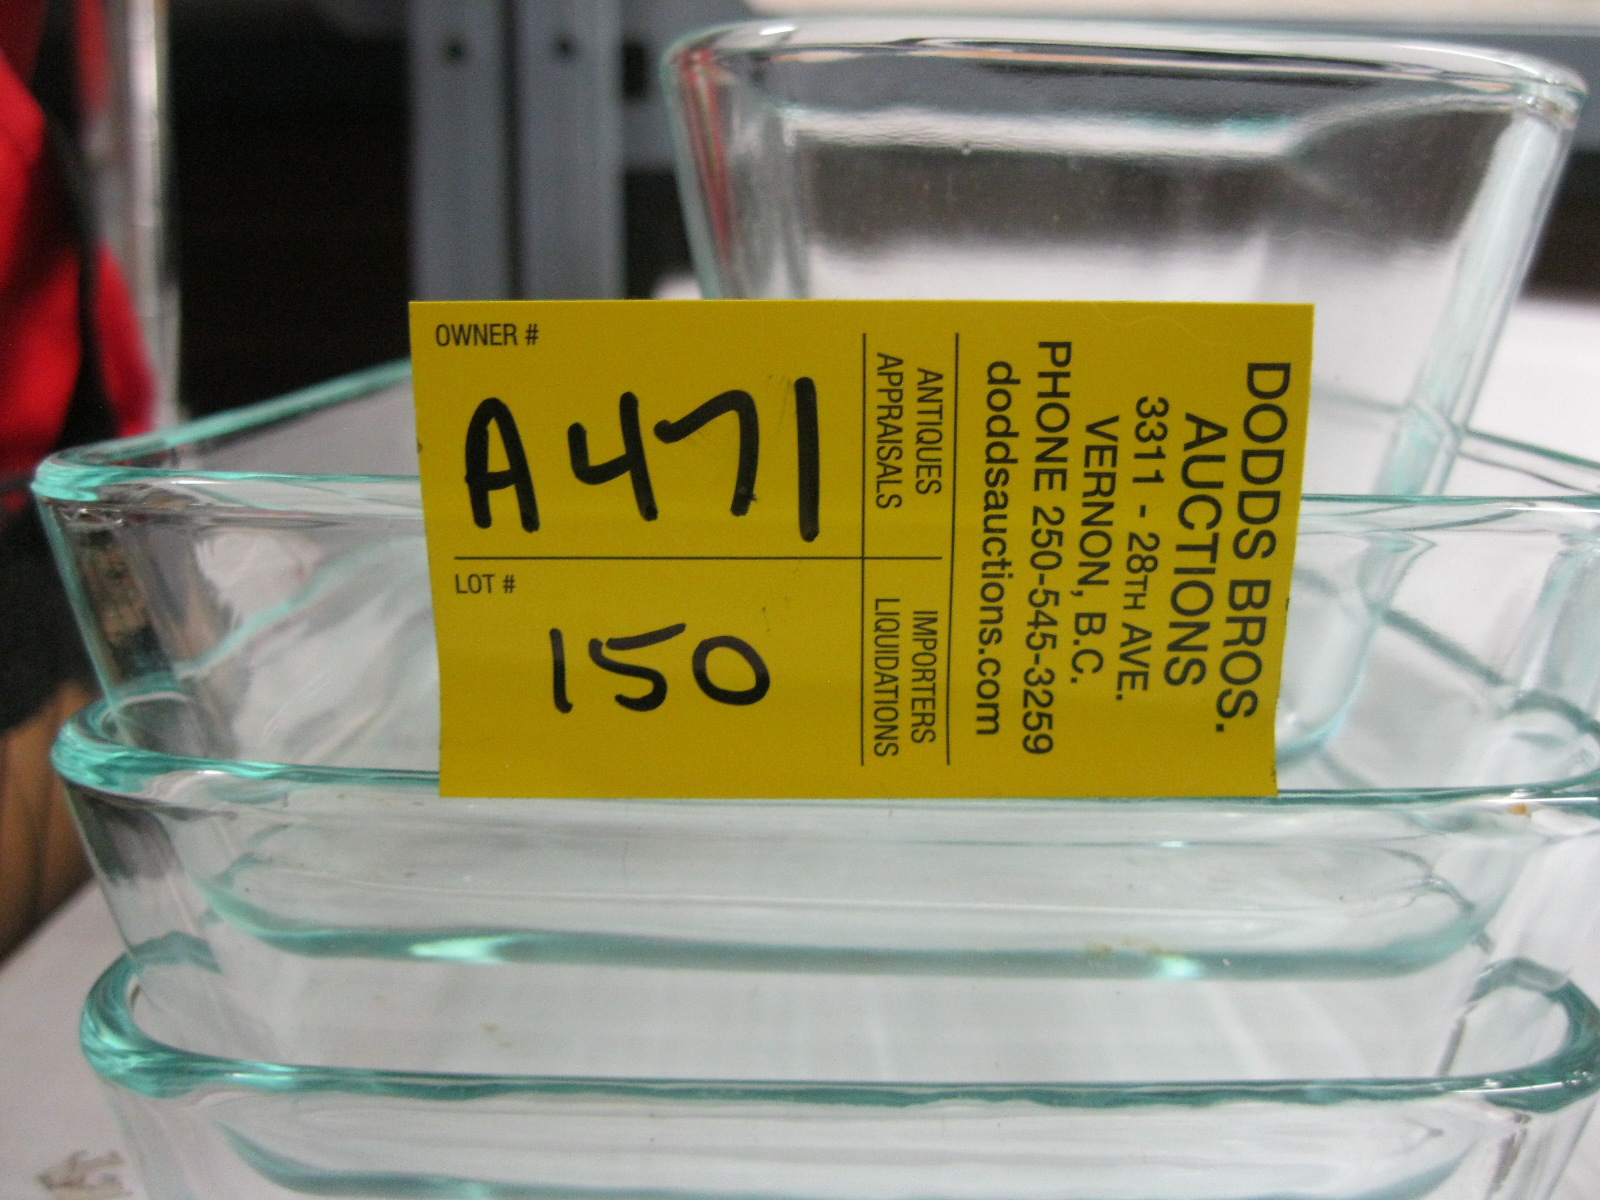 OWNER #
A471
LOT #
150
ANTIQUES
APPRAISALS
IMPORTERS
LIQUIDATIONS
DODDS BROS.
AUCTIONS
3311 - 28TH AVE.
VERNON, B.C.
PHONE 250-545-3259
doddsauctions.com